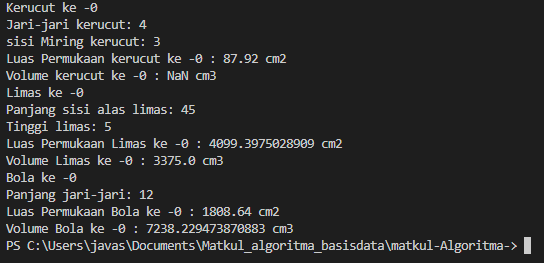 Kerucut ke -0
Jari-jari kerucut: 4
sisi Miring kerucut: 3
Luas Permukaan kerucut ke -0 : 87.92 cm2
Volume kerucut ke -0 : NaN cm3
Limas ke -0
Panjang sisi alas limas: 45
Tinggi limas: 5
Luas Permukaan Limas ke -0 : 4099.3975028909 cm2
Volume Limas ke -0 : 3375.0 cm3
Bola ke -0
Panjang jari-jari: 12
Luas Permukaan Bola ke -0 : 1808.64 cm2
Volume Bola ke -0 : 7238.229473870883 cm3
PS C:\Users\javas\Documents\Matkul_algoritma_basisdata\matkul-Algoritma->